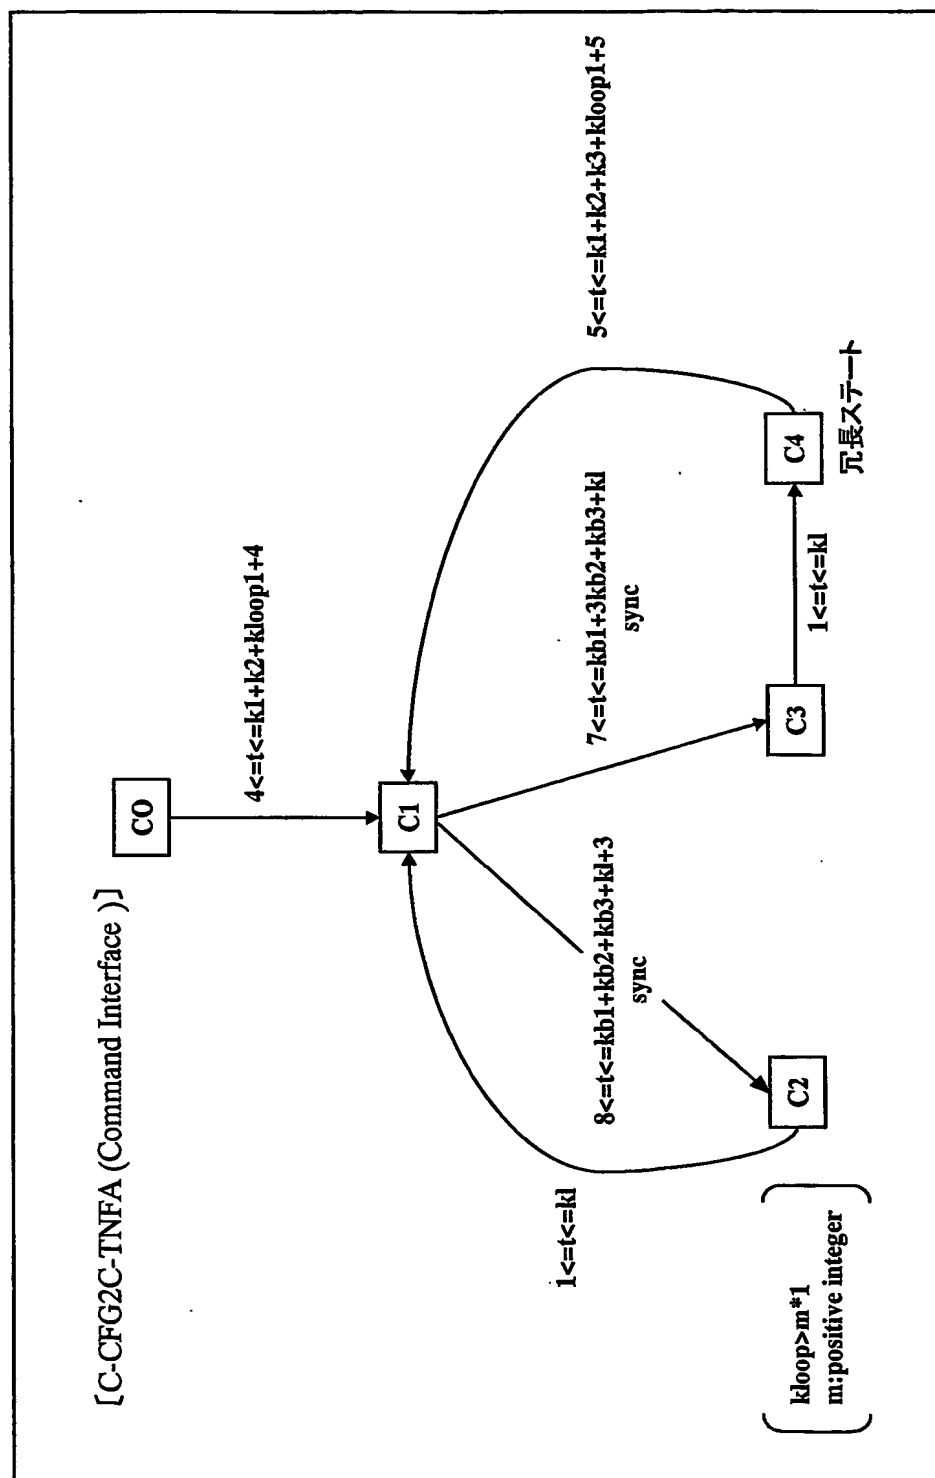 [C-CFG2C-TNFA (Command Interface )]
C0
4<=t<=k1+k2+kloop1+4
C1
1<=t<=kl
8<=t<=kb1+kb2+kb3+kl+3
sync
7<=t<=kb1+3kb2+kb3+kl
sync
5<=t<=k1+k2+k3+kloop1+5
C2
C3
1<=t<=kl
C4
冗長ステート
kloop>m*1
m:positive integer